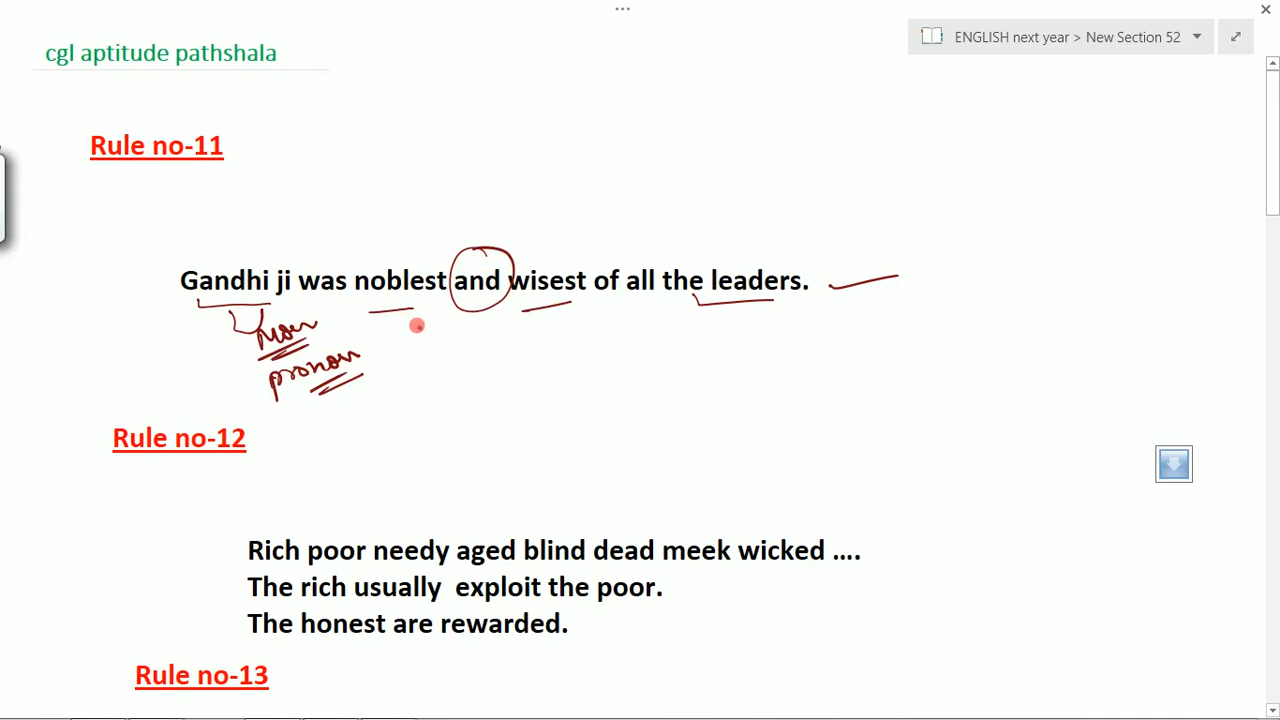 ENGLISH next year > New Section 52
cgl aptitude pathshala
Rule no-11
Gandhi ji was noblest and wisest of all the leaders.
Noun
pronoun
Rule no-12
Rich poor needy aged blind dead meek wicked ....
The rich usually  exploit the poor.
The honest are rewarded.
Rule no-13